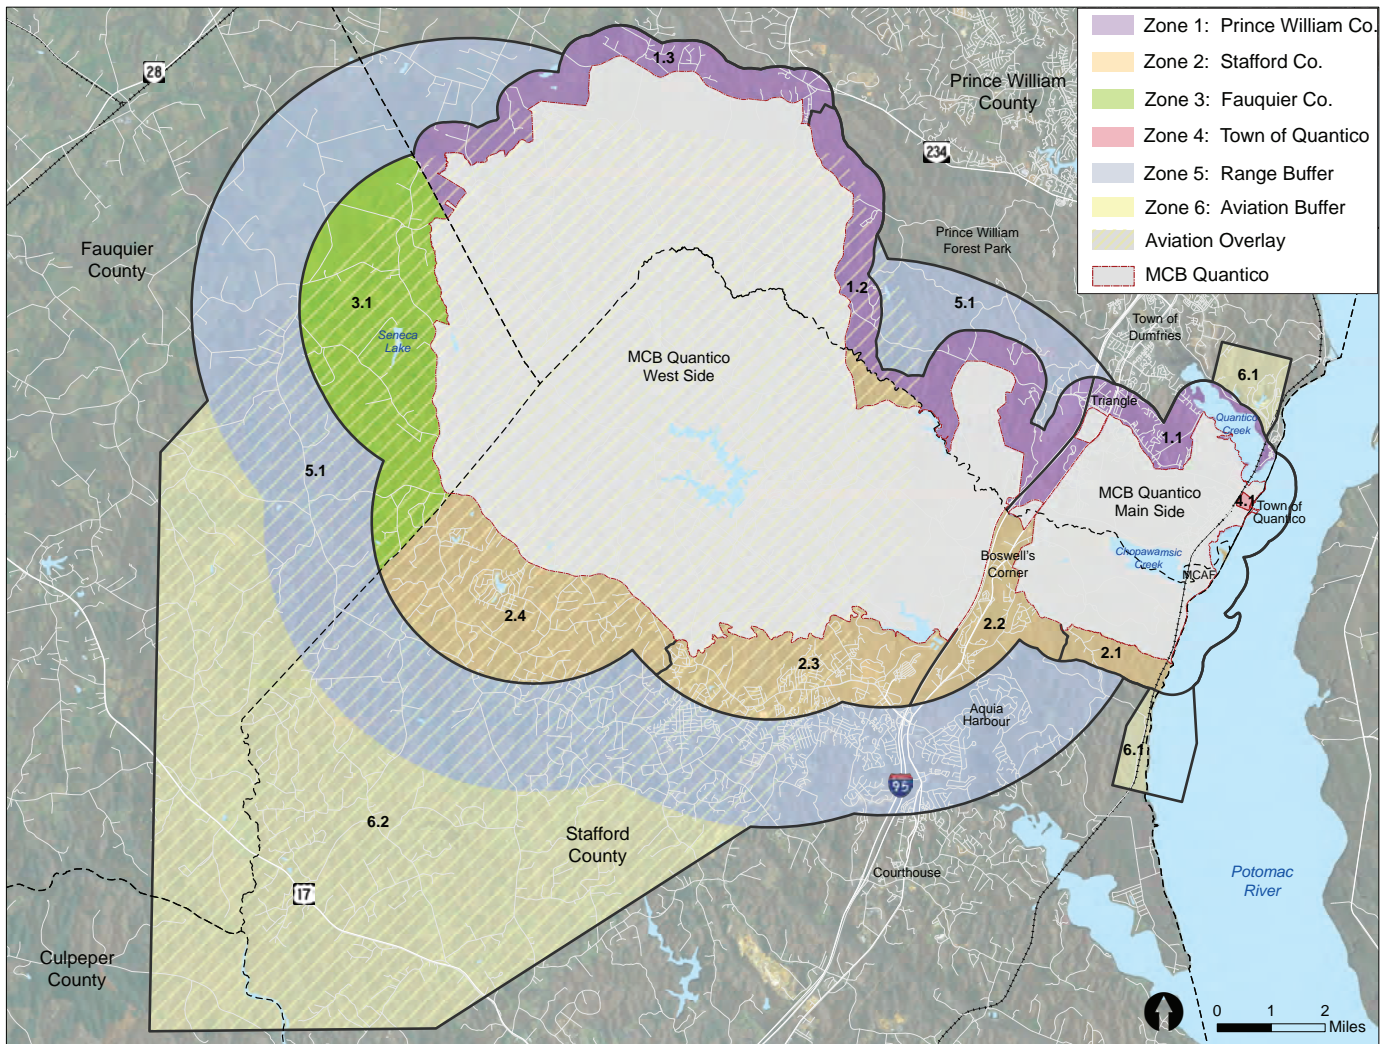 Zone 1: Prince William Co.
Zone 2: Stafford Co.
Zone 3: Fauquier Co.
Zone 4: Town of Quantico
Zone 5: Range Buffer
Zone 6: Aviation Buffer
Aviation Overlay
MCB Quantico
28
1.3
Prince William
County
234
Fauquier
County
Prince William
Forest Park
3.1
Seneca
Lake
1.2
5.1
Town of
Dumfries
MCB Quantico
West Side
6.1
Triangle
Quantico
Creek
1.1
5.1
MCB Quantico
Main Side
4.1
Town of
Quantico
Boswell's
Corner
Chopawamsic
Creek
MCAF
2.4
2.2
2.3
2.1
Aquia
Harbour
6.1
95
6.2
Stafford
County
Courthouse
Potomac
River
17
Culpeper
County
0 1 2
Miles